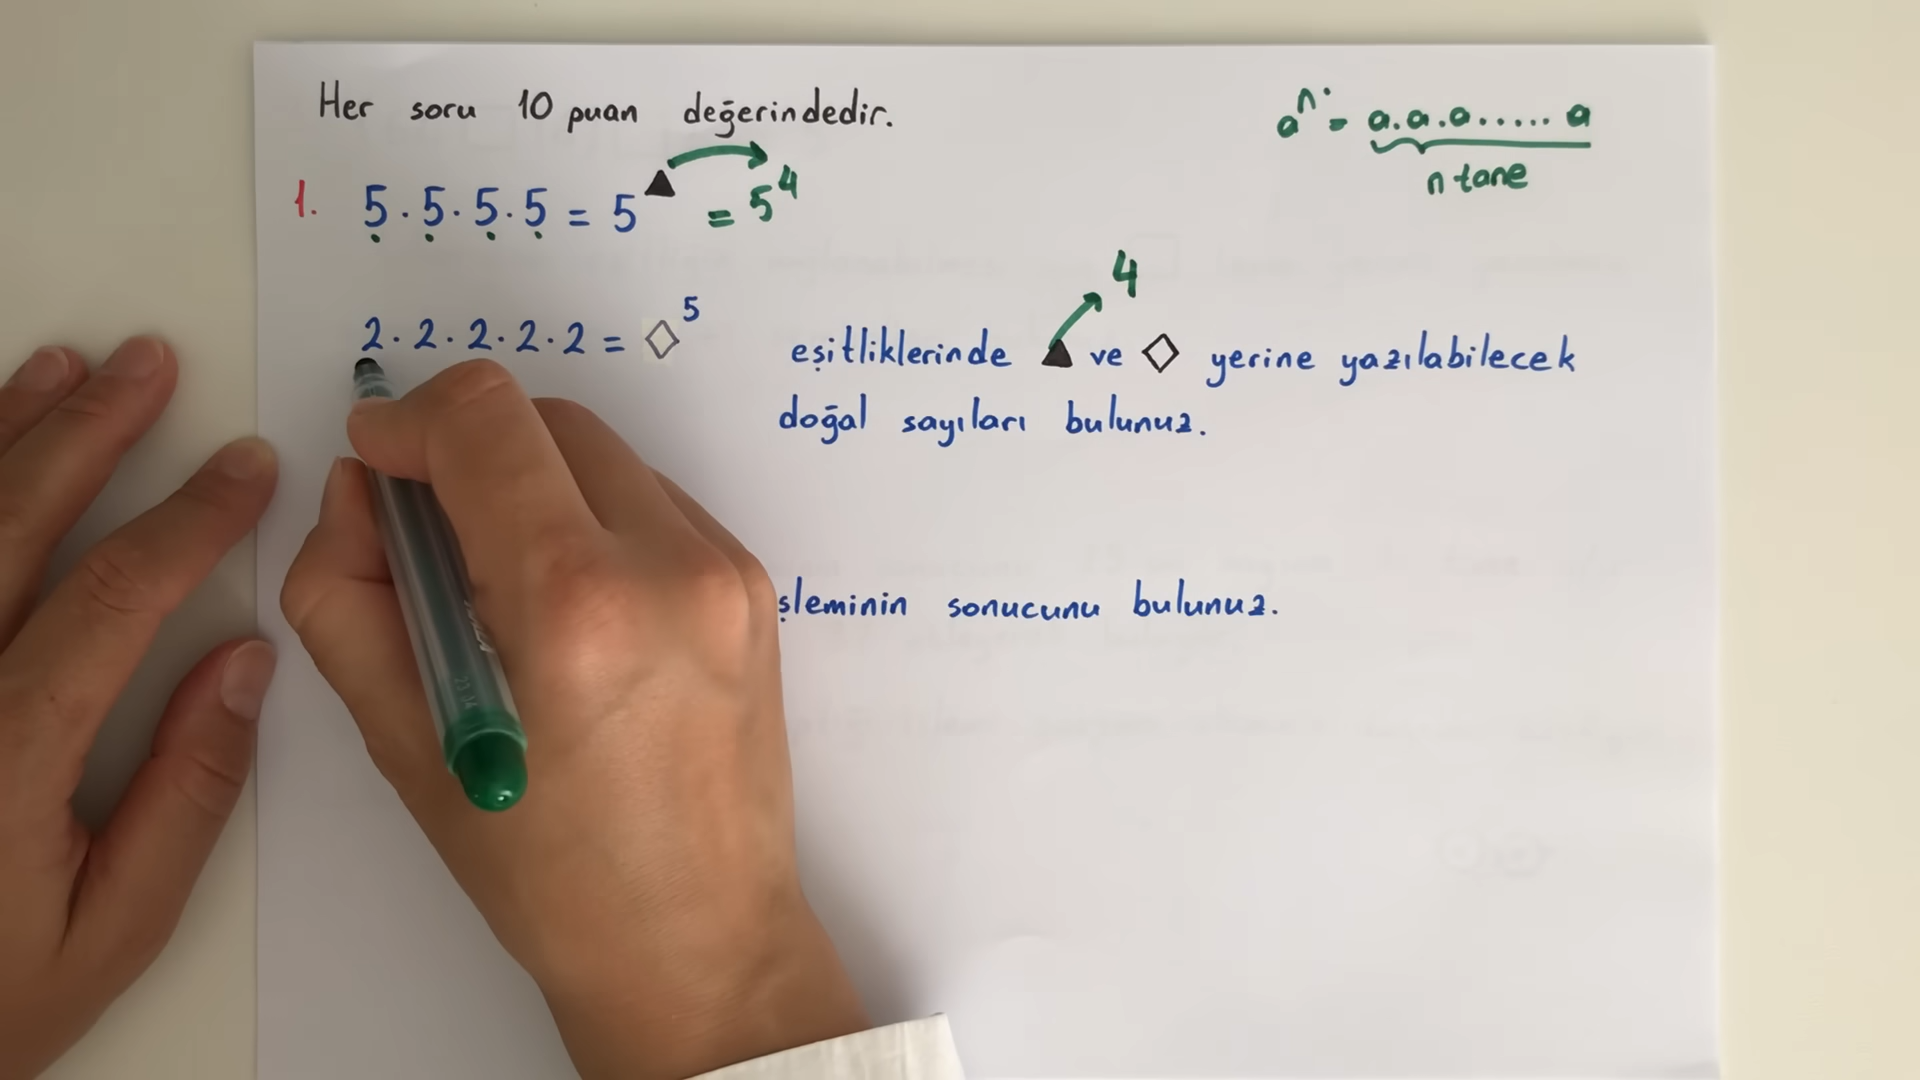 Her soru 10 puan değerindedir.
aⁿ = a.a.a..... a
n tane
1. 5 . 5 . 5 . 5 = 5^▲ = 5⁴
4
2 . 2 . 2 . 2 . 2 = ◇⁵
eşitliklerinde ▲ ve ◇ yerine yazılabilecek
doğal sayıları bulunuz.
sonucunu bulunuz.